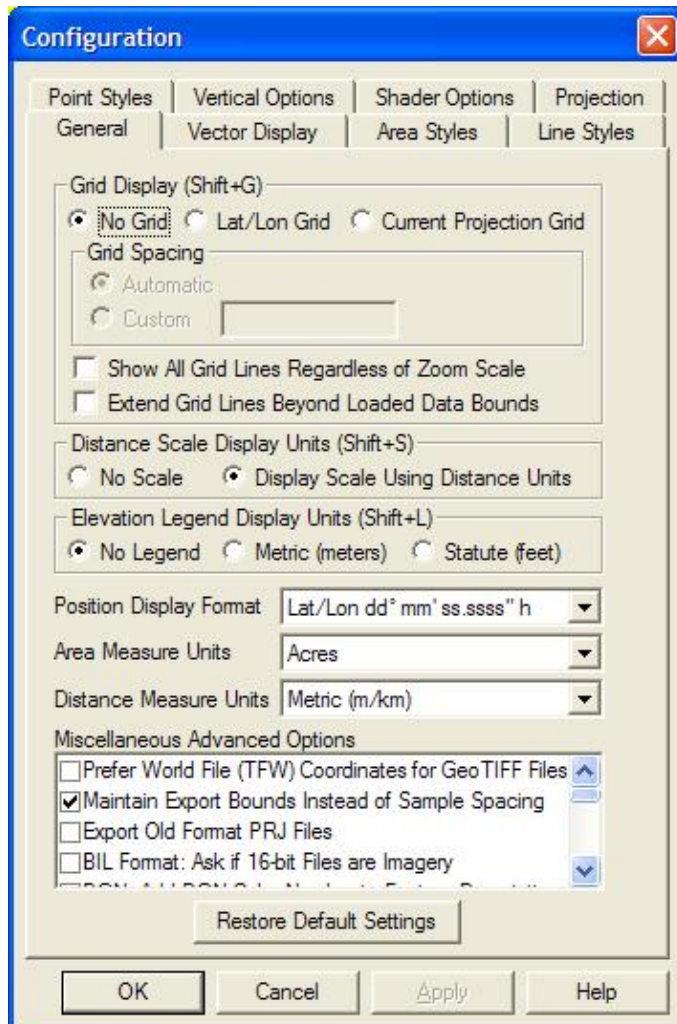 Configuration
Point Styles Vertical Options Shader Options Projection
General Vector Display Area Styles Line Styles
Grid Display (Shift+G)
No Grid Lat/Lon Grid Current Projection Grid
Grid Spacing
Automatic
Custom
Show All Grid Lines Regardless of Zoom Scale
Extend Grid Lines Beyond Loaded Data Bounds
Distance Scale Display Units (Shift+S)
No Scale Display Scale Using Distance Units
Elevation Legend Display Units (Shift+L)
No Legend Metric (meters) Statute (feet)
Position Display Format Lat/Lon dd° mm' ss.ssss" h
Area Measure Units Acres
Distance Measure Units Metric (m/km)
Miscellaneous Advanced Options
Prefer World File (TFW) Coordinates for GeoTIFF Files
Maintain Export Bounds Instead of Sample Spacing
Export Old Format PRJ Files
BIL Format: Ask if 16-bit Files are Imagery
Restore Default Settings
OK Cancel Apply Help